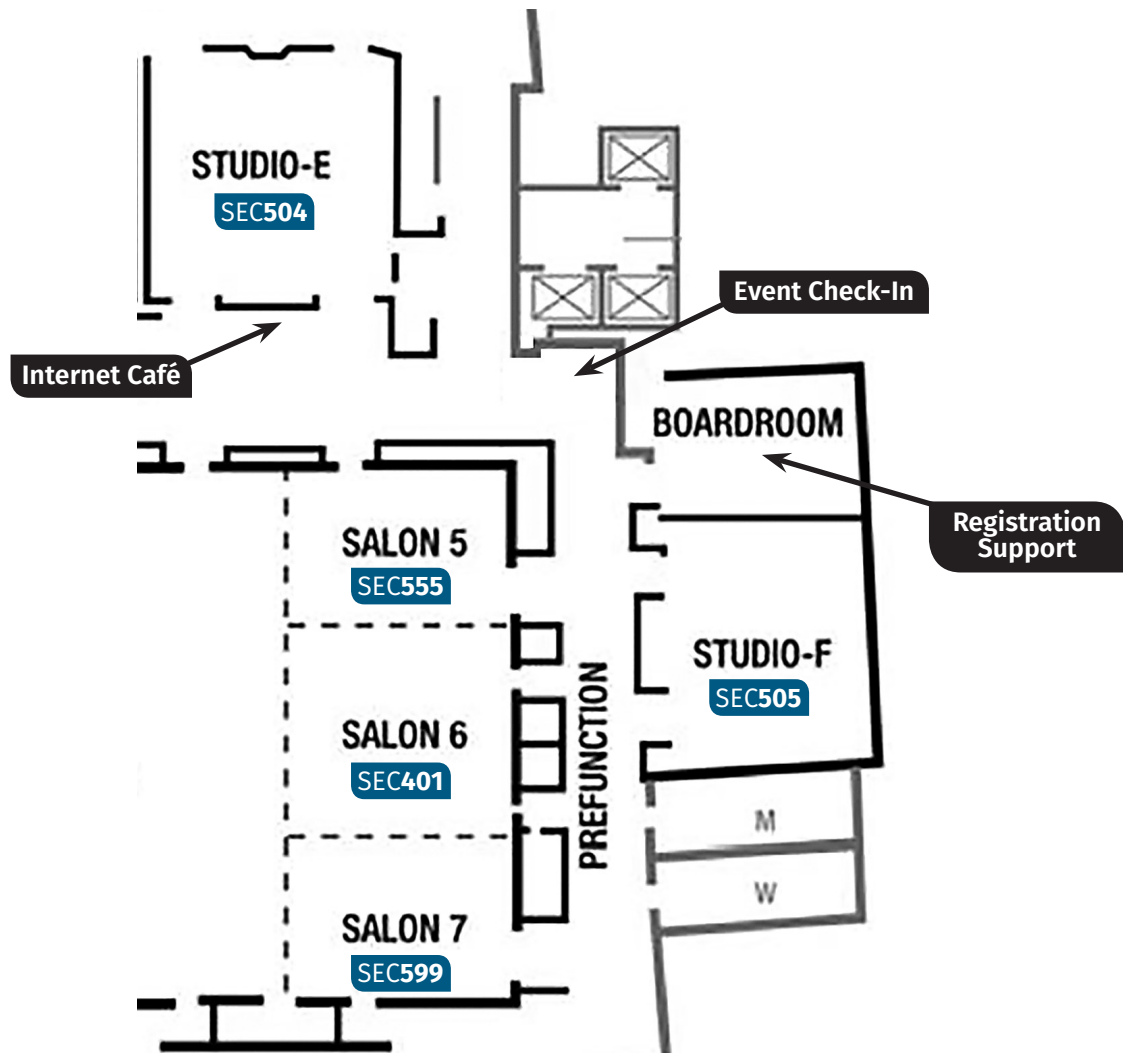 STUDIO-E
SEC504
Event Check-In
Internet Café
BOARDROOM
Registration
Support
SALON 5
SEC555
STUDIO-F
SEC505
SALON 6
SEC401
PREFUNCTION
M
W
SALON 7
SEC599